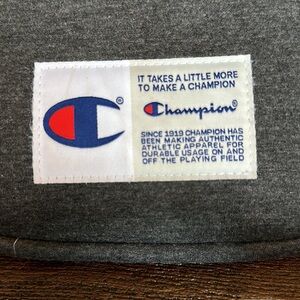 IT TAKES A LITTLE MORE
TO MAKE A CHAMPION
Champion®
SINCE 1919 CHAMPION HAS
BEEN MAKING AUTHENTIC
ATHLETIC APPAREL FOR
DURABLE USAGE ON AND
OFF THE PLAYING FIELD